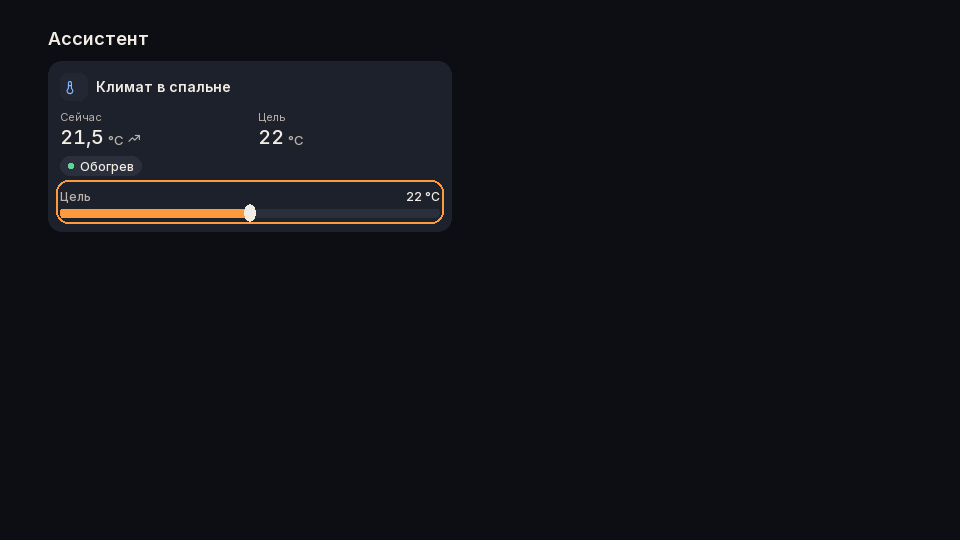 Ассистент
Климат в спальне
Сейчас Цель
21,5 °C 22 °C
Обогрев
Цель 22 °C